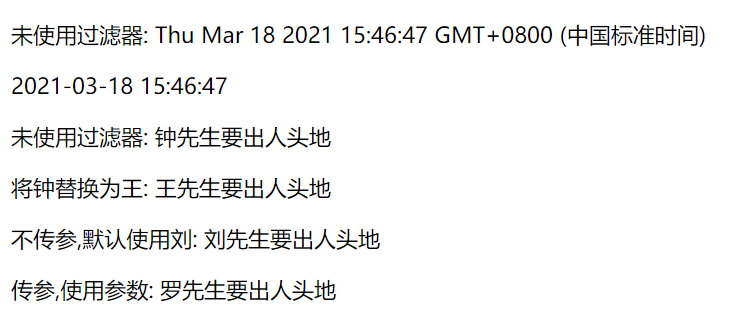 未使用过滤器: Thu Mar 18 2021 15:46:47 GMT+0800 (中国标准时间)
2021-03-18 15:46:47
未使用过滤器: 钟先生要出人头地
将钟替换为王: 王先生要出人头地
不传参,默认使用刘: 刘先生要出人头地
传参,使用参数: 罗先生要出人头地